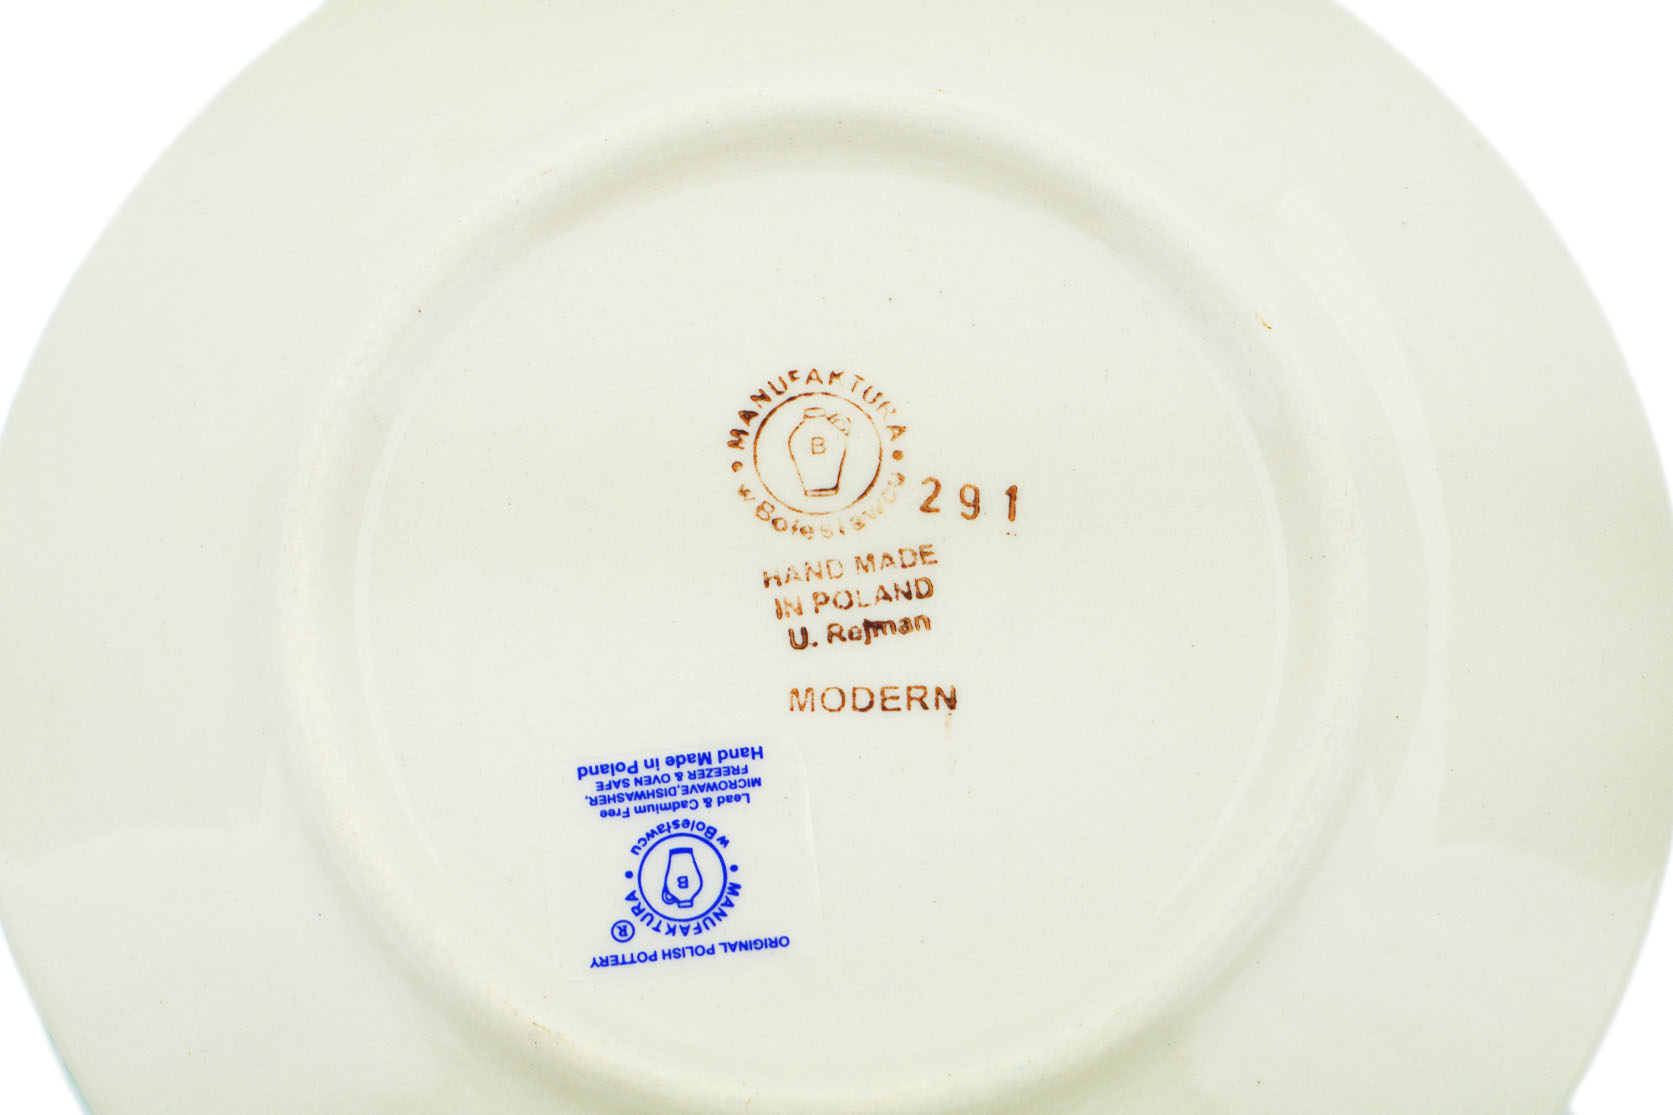 MANUFAKTURA
B
w Bolesławcu
291
HAND MADE
IN POLAND
U. Rejman
MODERN
ORIGINAL POLISH POTTERY
®
MANUFAKTURA
B
w Bolesławcu
Lead & Cadmium Free
MICROWAVE,DISHWASHER,
FREEZER & OVEN SAFE
Hand Made in Poland